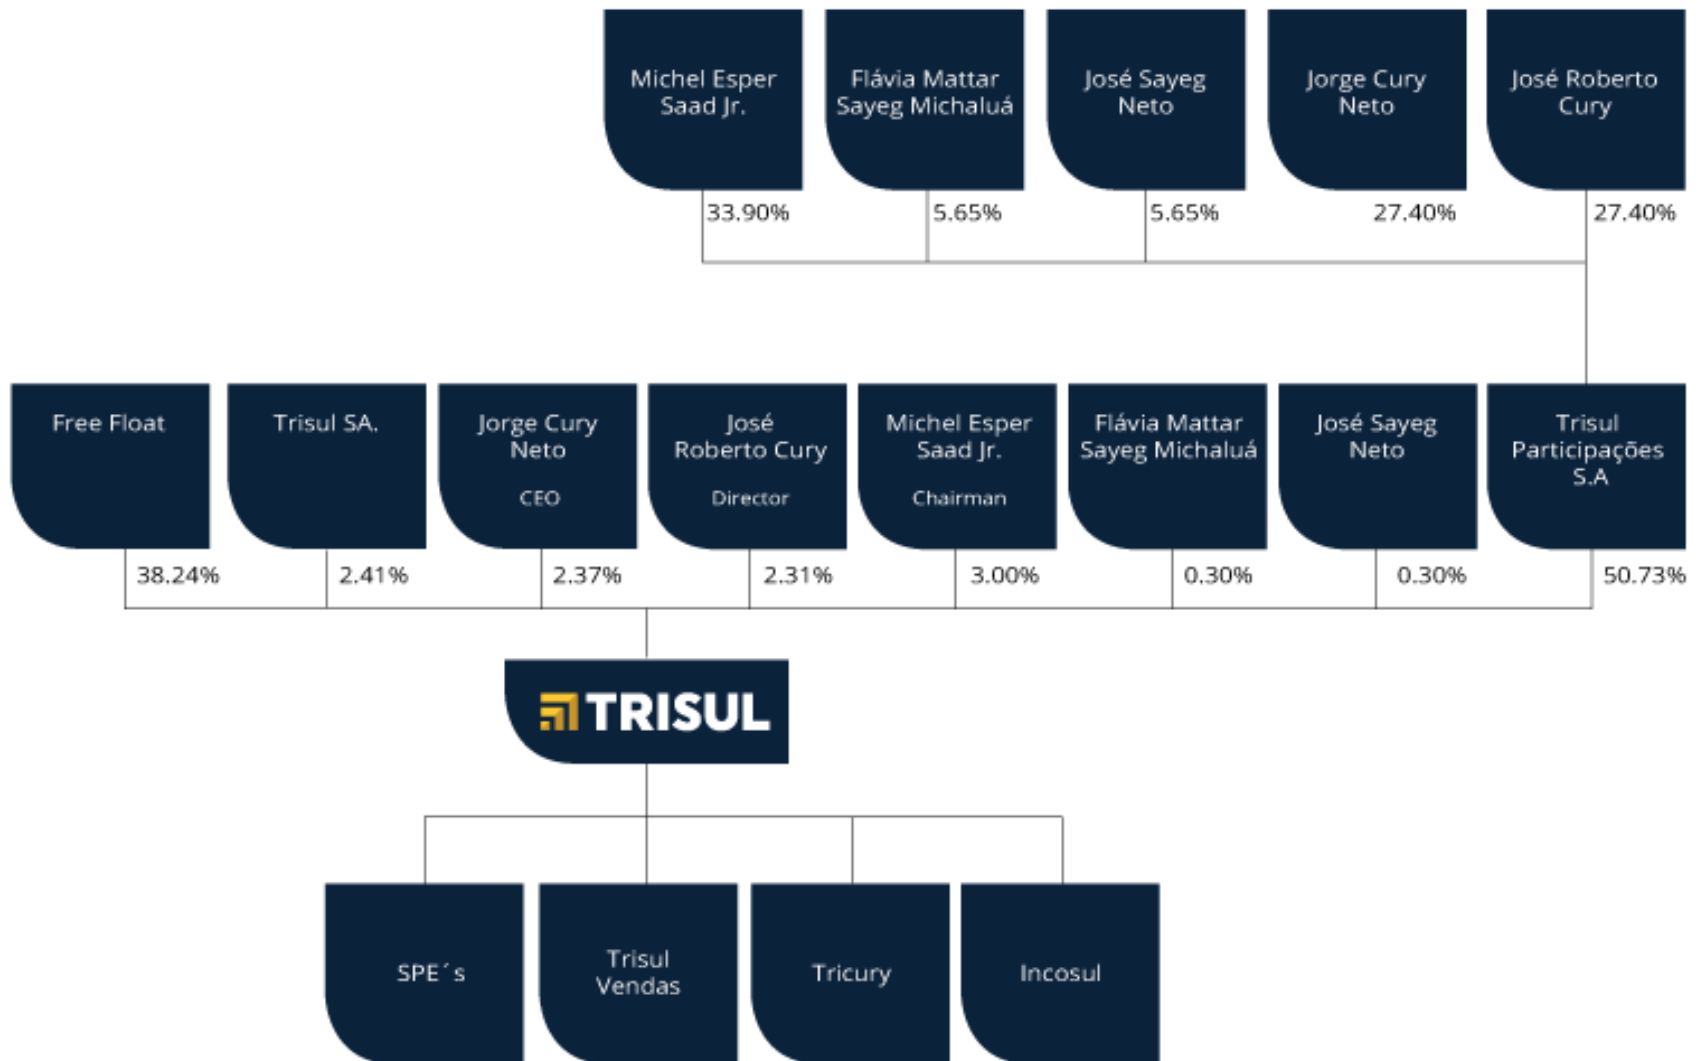 Michel Esper
Saad Jr.
Flávia Mattar
Sayeg Michaluá
José Sayeg
Neto
Jorge Cury
Neto
José Roberto
Cury
33.90%
5.65%
5.65%
27.40%
27.40%
Free Float
Trisul SA.
Jorge Cury
Neto
CEO
José
Roberto Cury
Director
Michel Esper
Saad Jr.
Chairman
Flávia Mattar
Sayeg Michaluá
José Sayeg
Neto
Trisul
Participações
S.A
38.24%
2.41%
2.37%
2.31%
3.00%
0.30%
0.30%
50.73%
TRISUL
SPE´s
Trisul
Vendas
Tricury
Incosul